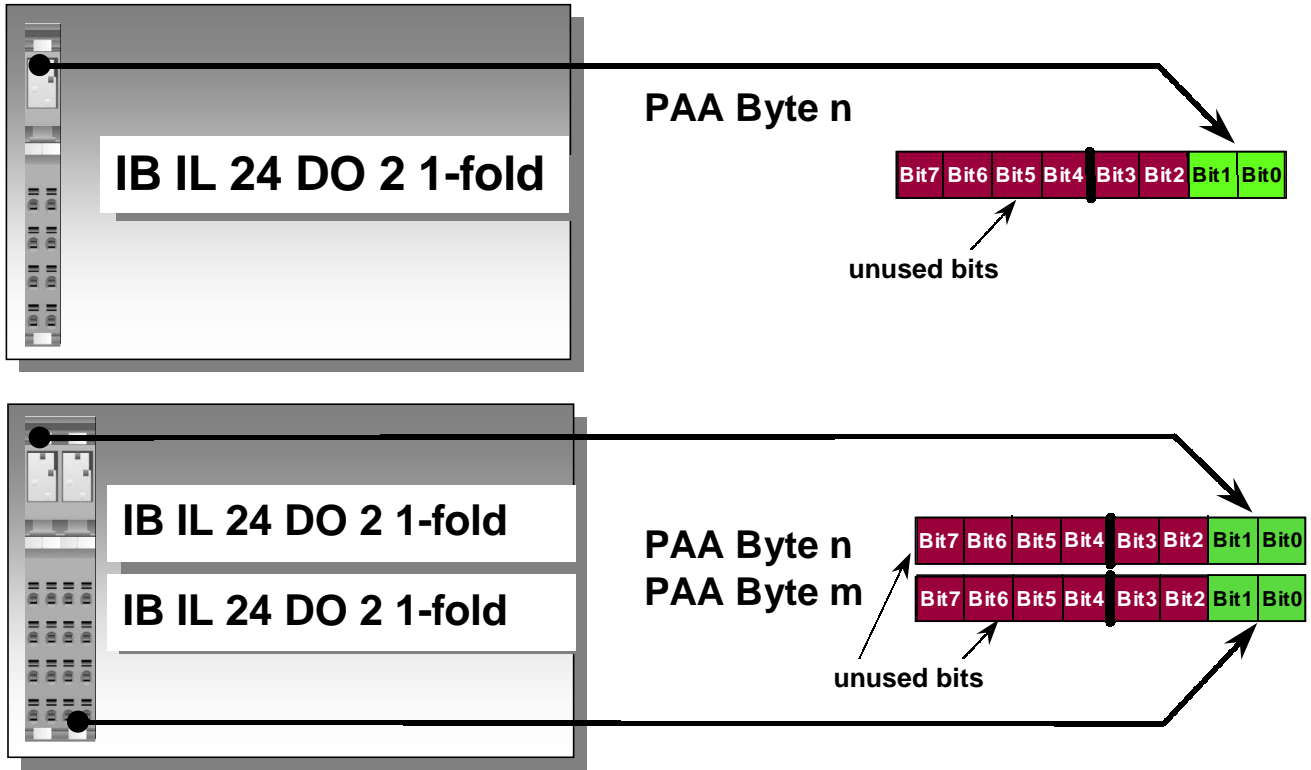 PAA Byte n
IB IL 24 DO 2 1-fold
Bit7 Bit6 Bit5 Bit4 Bit3 Bit2 Bit1 Bit0
unused bits
IB IL 24 DO 2 1-fold
PAA Byte n
Bit7 Bit6 Bit5 Bit4 Bit3 Bit2 Bit1 Bit0
IB IL 24 DO 2 1-fold
PAA Byte m
Bit7 Bit6 Bit5 Bit4 Bit3 Bit2 Bit1 Bit0
unused bits